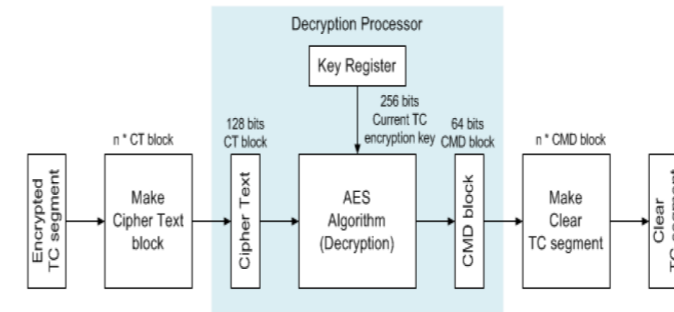 Decryption Processor
Key Register
256 bits
Current TC
encryption key
n * CT block
128 bits
CT block
64 bits
CMD block
n * CMD block
Encrypted
TC segment
Make
Cipher Text
block
Cipher Text
AES
Algorithm
(Decryption)
CMD block
Make
Clear
TC segment
Clear